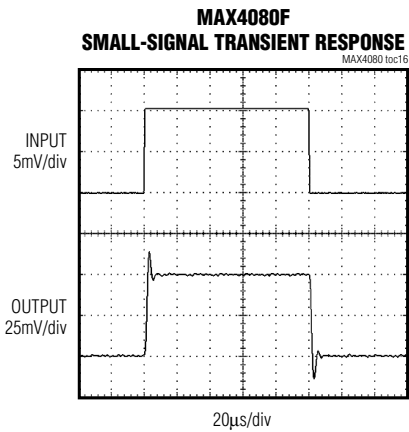 MAX4080F
SMALL-SIGNAL TRANSIENT RESPONSE
MAX4080 toc16
INPUT
5mV/div
OUTPUT
25mV/div
20μs/div